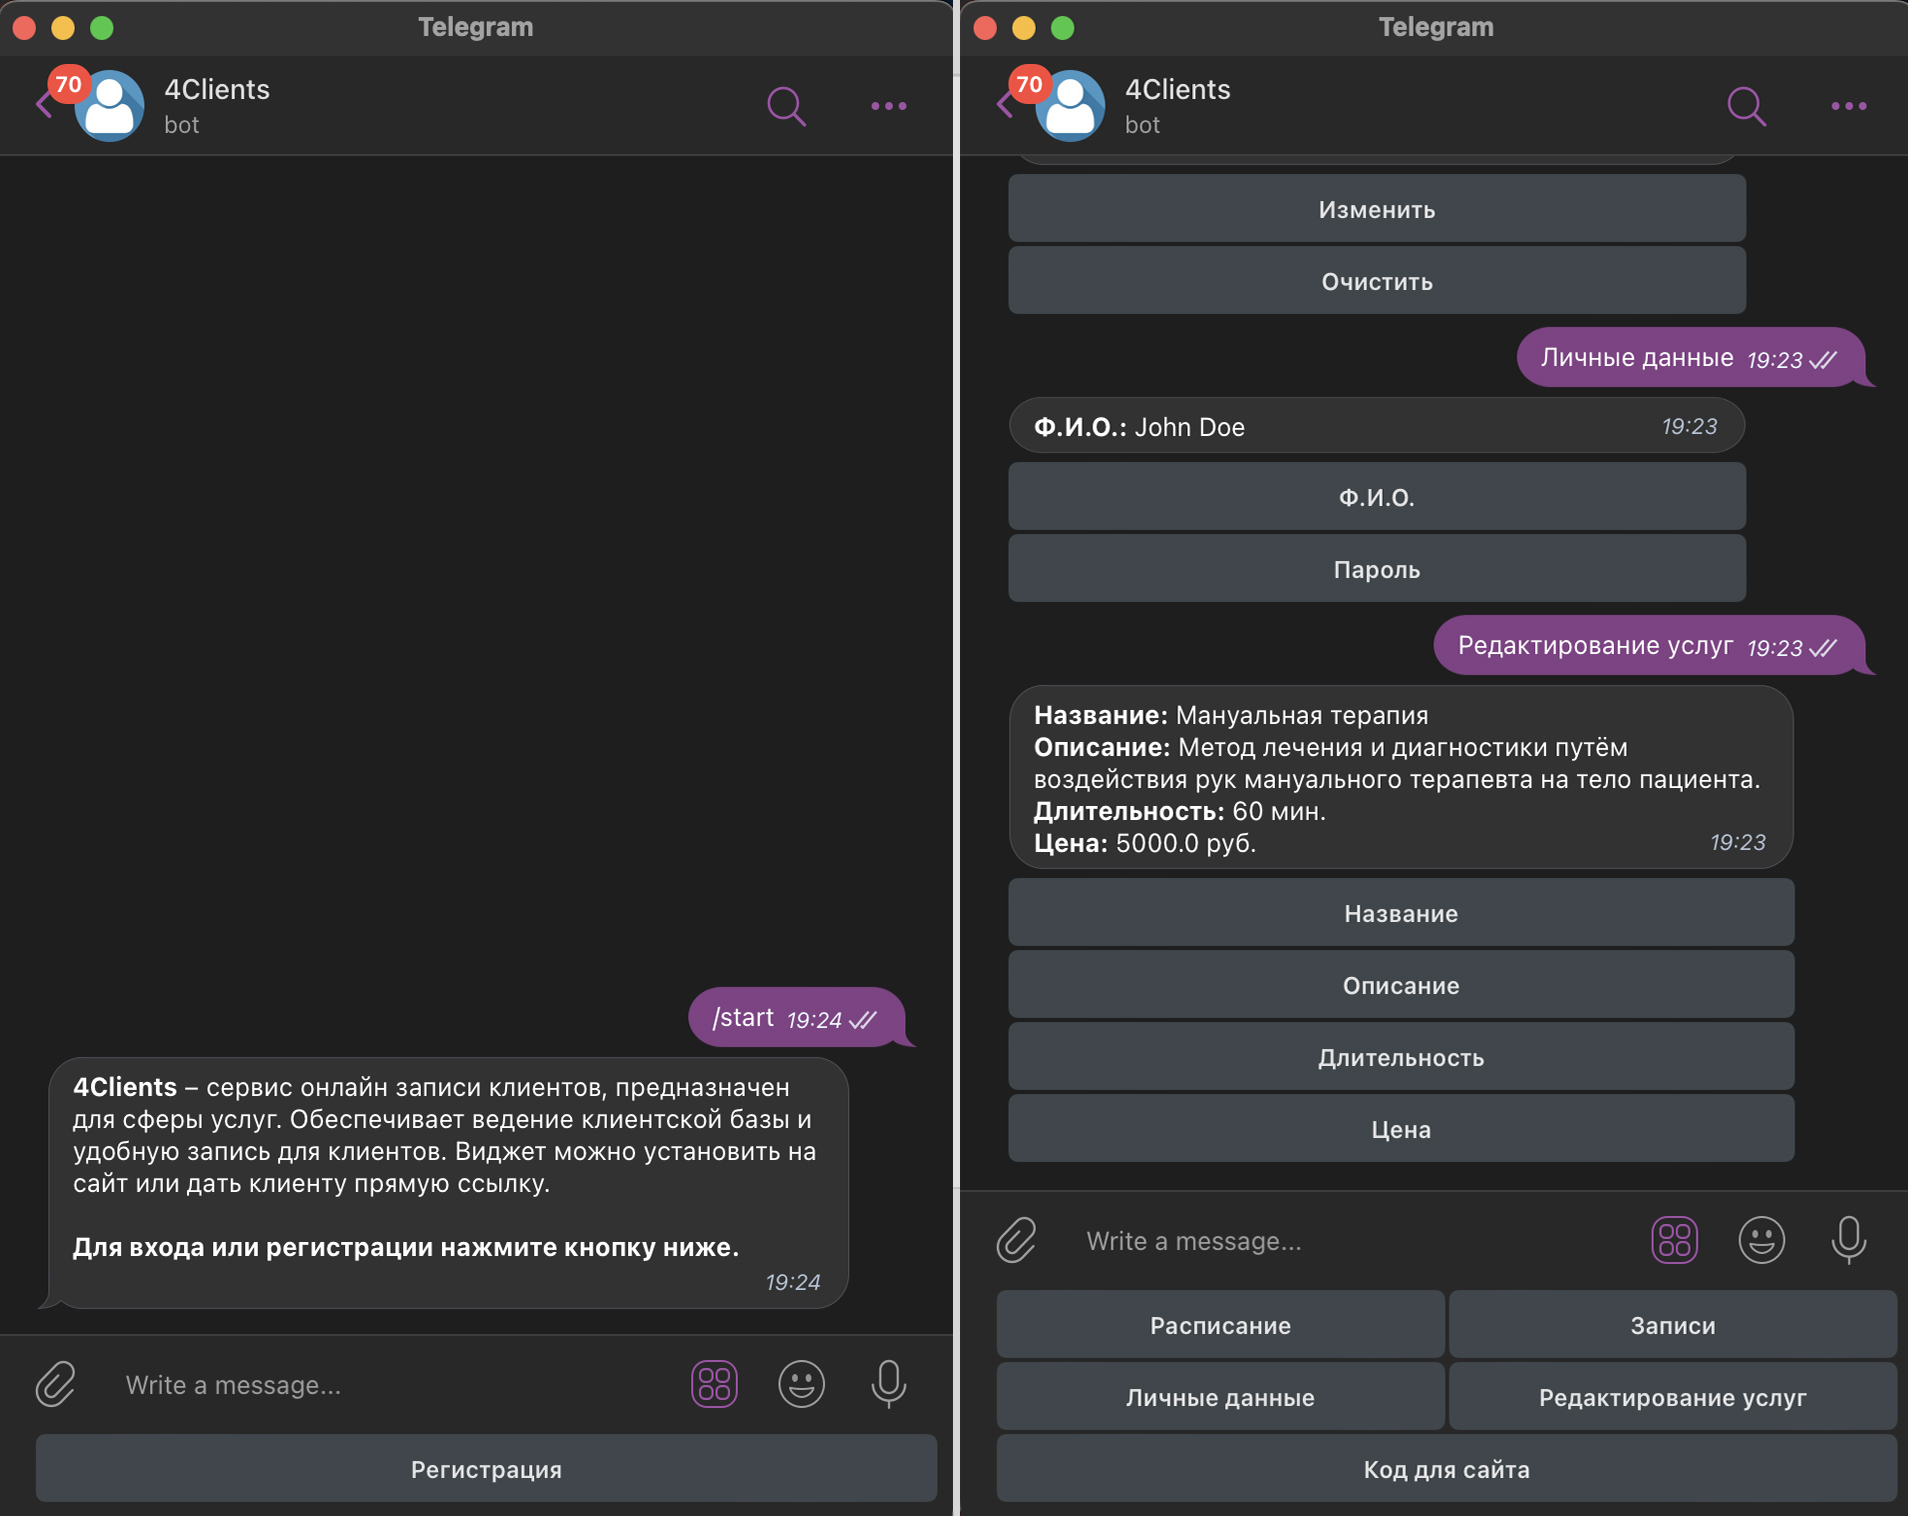 Telegram
70
4Clients
bot
/start 19:24
4Clients – сервис онлайн записи клиентов, предназначен
для сферы услуг. Обеспечивает ведение клиентской базы и
удобную запись для клиентов. Виджет можно установить на
сайт или дать клиенту прямую ссылку.
Для входа или регистрации нажмите кнопку ниже.
19:24
Write a message...
Регистрация
Telegram
70
4Clients
bot
Изменить
Очистить
Личные данные 19:23
Ф.И.О.: John Doe 19:23
Ф.И.О.
Пароль
Редактирование услуг 19:23
Название: Мануальная терапия
Описание: Метод лечения и диагностики путём
воздействия рук мануального терапевта на тело пациента.
Длительность: 60 мин.
Цена: 5000.0 руб. 19:23
Название
Описание
Длительность
Цена
Write a message...
Расписание Записи
Личные данные Редактирование услуг
Код для сайта